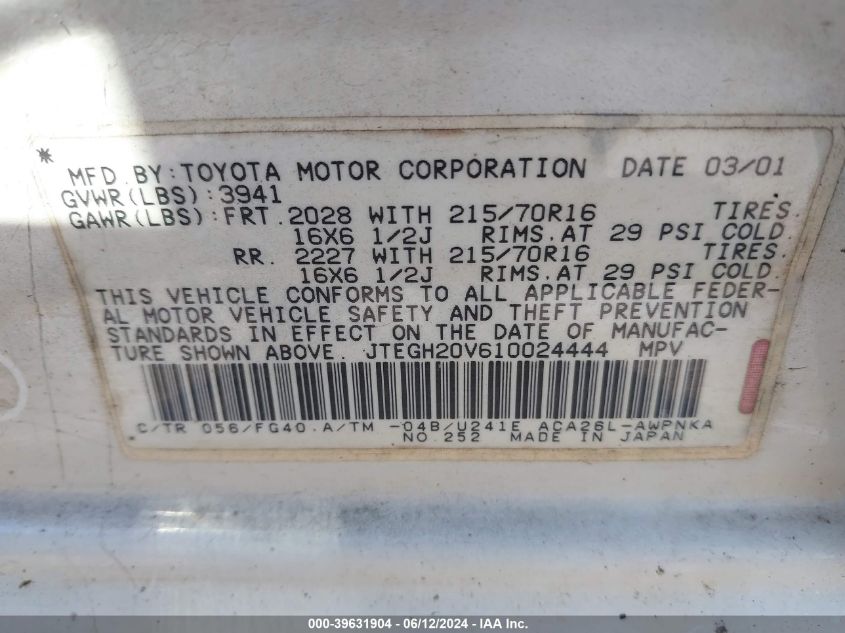 * MFD. BY: TOYOTA MOTOR CORPORATION DATE 03/01
GVWR(LBS): 3941
GAWR(LBS): FRT. 2028 WITH 215/70R16 TIRES.
16X6 1/2J RIMS. AT 29 PSI COLD.
RR. 2227 WITH 215/70R16 TIRES.
16X6 1/2J RIMS. AT 29 PSI COLD.
THIS VEHICLE CONFORMS TO ALL APPLICABLE FEDER-
AL MOTOR VEHICLE SAFETY AND THEFT PREVENTION
STANDARDS IN EFFECT ON THE DATE OF MANUFAC-
TURE SHOWN ABOVE. JTEGH20V610024444 MPV
C/TR 056/FG40. A/TM -04B/U241E ACA26L-AWPNKA
NO. 252 MADE IN JAPAN
000-39631904 - 06/12/2024 - IAA Inc.